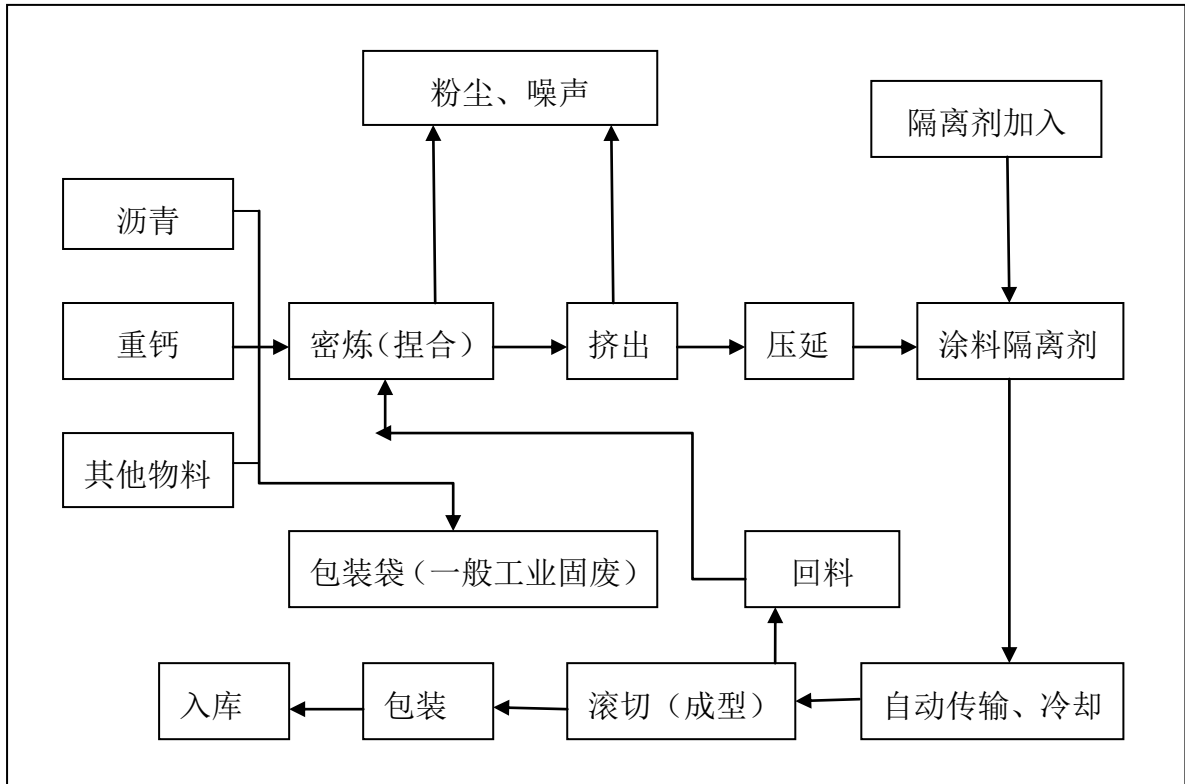 粉尘、噪声
隔离剂加入
沥青
重钙
密炼(捏合)
挤出
压延
涂料隔离剂
其他物料
包装袋(一般工业固废)
回料
入库
包装
滚切(成型)
自动传输、冷却